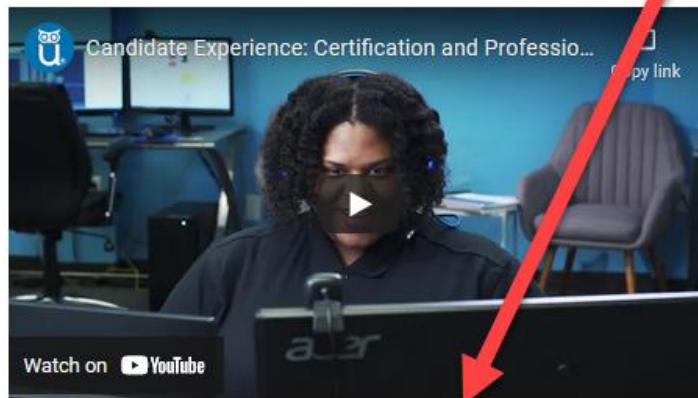 Candidate Experience: Certification and Professio...
Copy link
acer
Watch on YouTube